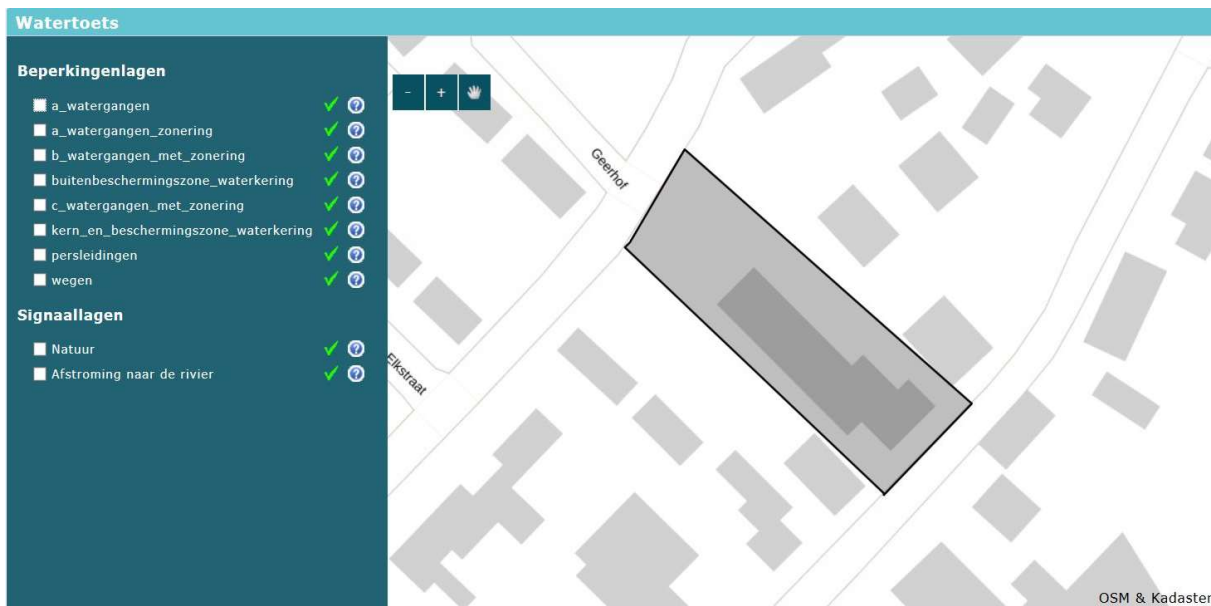 Watertoets
Beperkingenlagen
a_watergangen
a_watergangen_zonering
b_watergangen_met_zonering
buitenbeschermingszone_waterkering
c_watergangen_met_zonering
kern_en_beschermingszone_waterkering
persleidingen
wegen
Signaallagen
Natuur
Afstroming naar de rivier
- +
Geerhof
Elkstraat
OSM & Kadaster